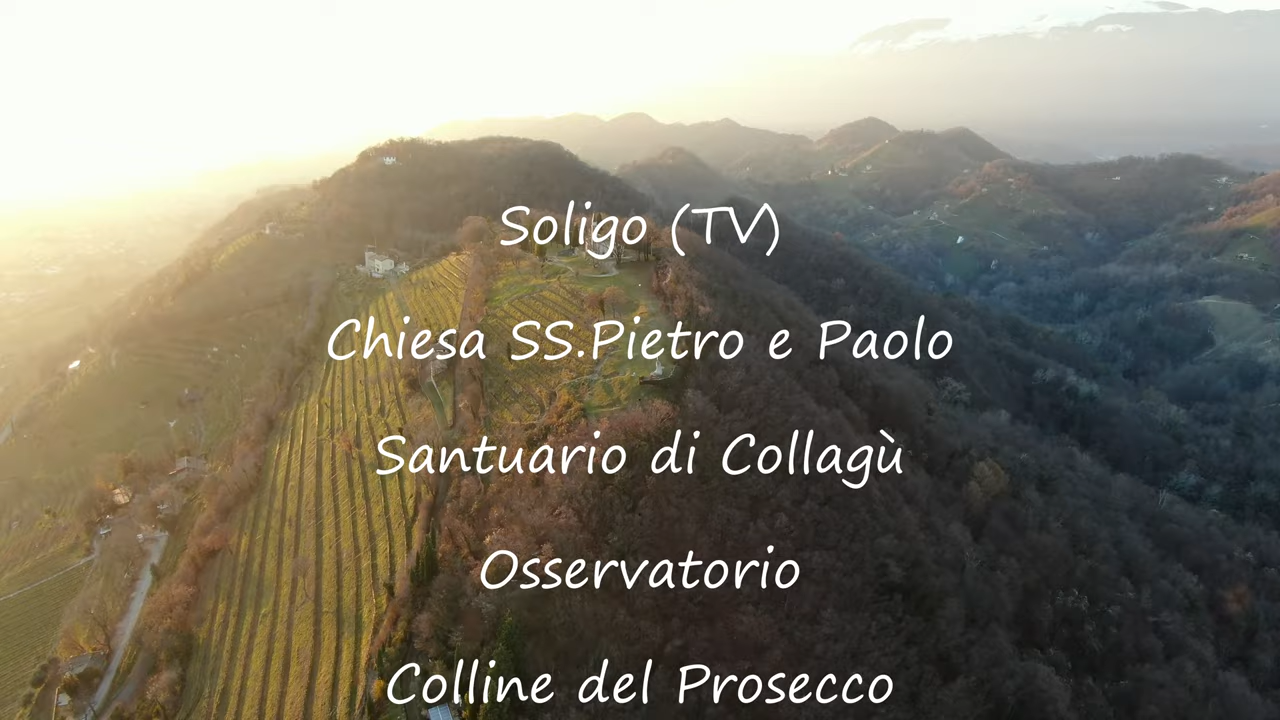 Soligo (TV)
Chiesa SS.Pietro e Paolo
Santuario di Collagù
Osservatorio
Colline del Prosecco